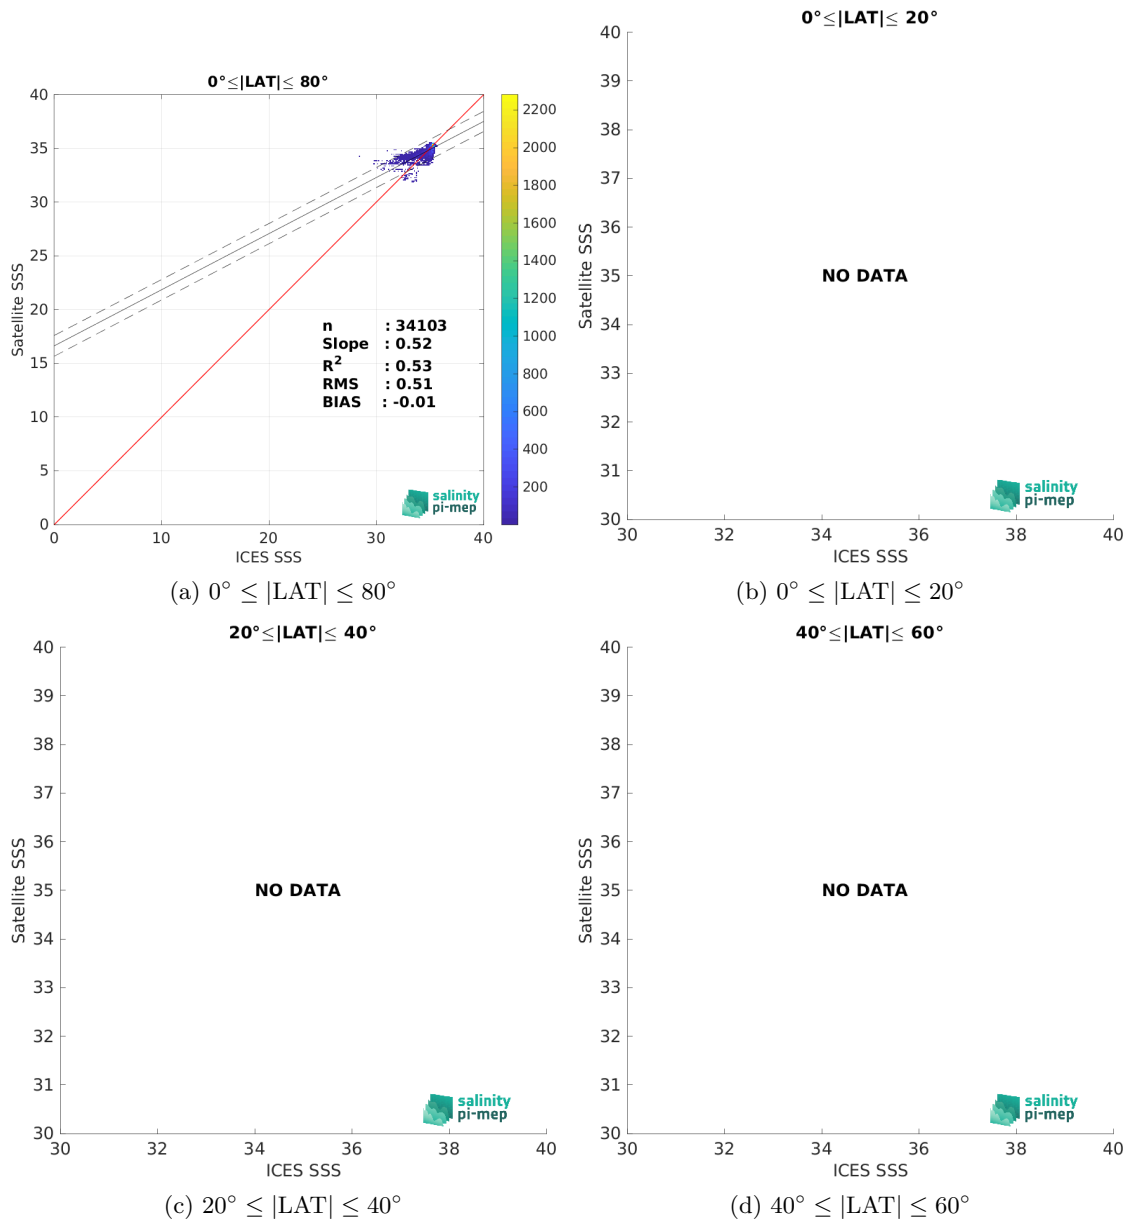 0°≤|LAT|≤ 80°
40
35
30
25
20
15
10
5
0
0
10
20
30
40
Satellite SSS
ICES SSS
n : 34103
Slope : 0.52
R2 : 0.53
RMS : 0.51
BIAS : -0.01
salinity
pi-mep
2200
2000
1800
1600
1400
1200
1000
800
600
400
200
(a) 0° ≤ |LAT| ≤ 80°
0°≤|LAT|≤ 20°
40
39
38
37
36
35
34
33
32
31
30
30
32
34
36
38
40
Satellite SSS
ICES SSS
NO DATA
salinity
pi-mep
(b) 0° ≤ |LAT| ≤ 20°
20°≤|LAT|≤ 40°
40
39
38
37
36
35
34
33
32
31
30
30
32
34
36
38
40
Satellite SSS
ICES SSS
NO DATA
salinity
pi-mep
(c) 20° ≤ |LAT| ≤ 40°
40°≤|LAT|≤ 60°
40
39
38
37
36
35
34
33
32
31
30
30
32
34
36
38
40
Satellite SSS
ICES SSS
NO DATA
salinity
pi-mep
(d) 40° ≤ |LAT| ≤ 60°